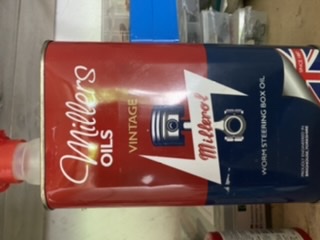 Millers
OILS
VINTAGE
Millerol
WORM STEERING BOX OIL